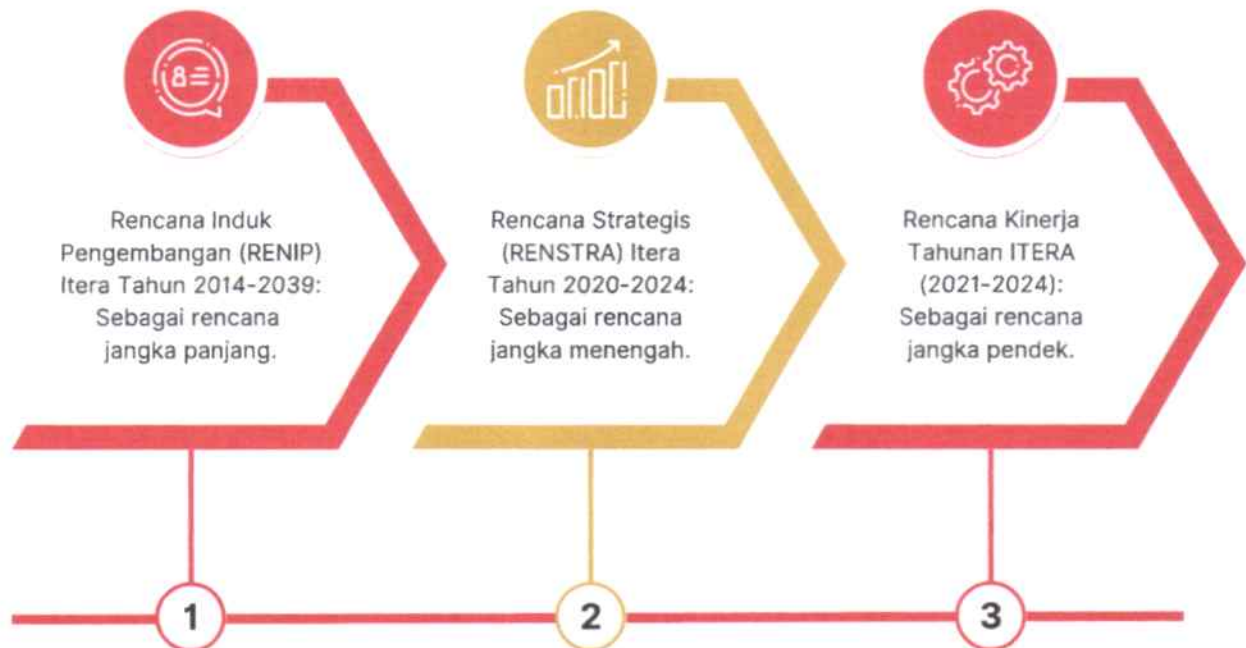 Rencana Induk
Pengembangan (RENIP)
Itera Tahun 2014-2039:
Sebagai rencana
jangka panjang.
1
Rencana Strategis
(RENSTRA) Itera
Tahun 2020-2024:
Sebagai rencana
jangka menengah.
2
Rencana Kinerja
Tahunan ITERA
(2021-2024):
Sebagai rencana
jangka pendek.
3